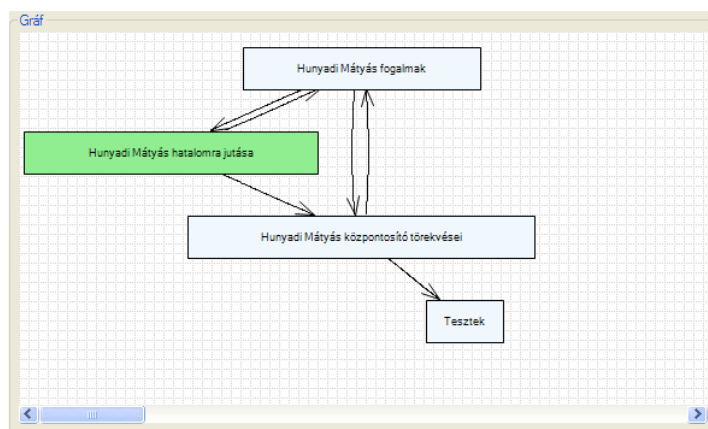 Gráf
Hunyadi Mátyás fogalmak
Hunyadi Mátyás hatalomra jutása
Hunyadi Mátyás központosító törekvései
Tesztek